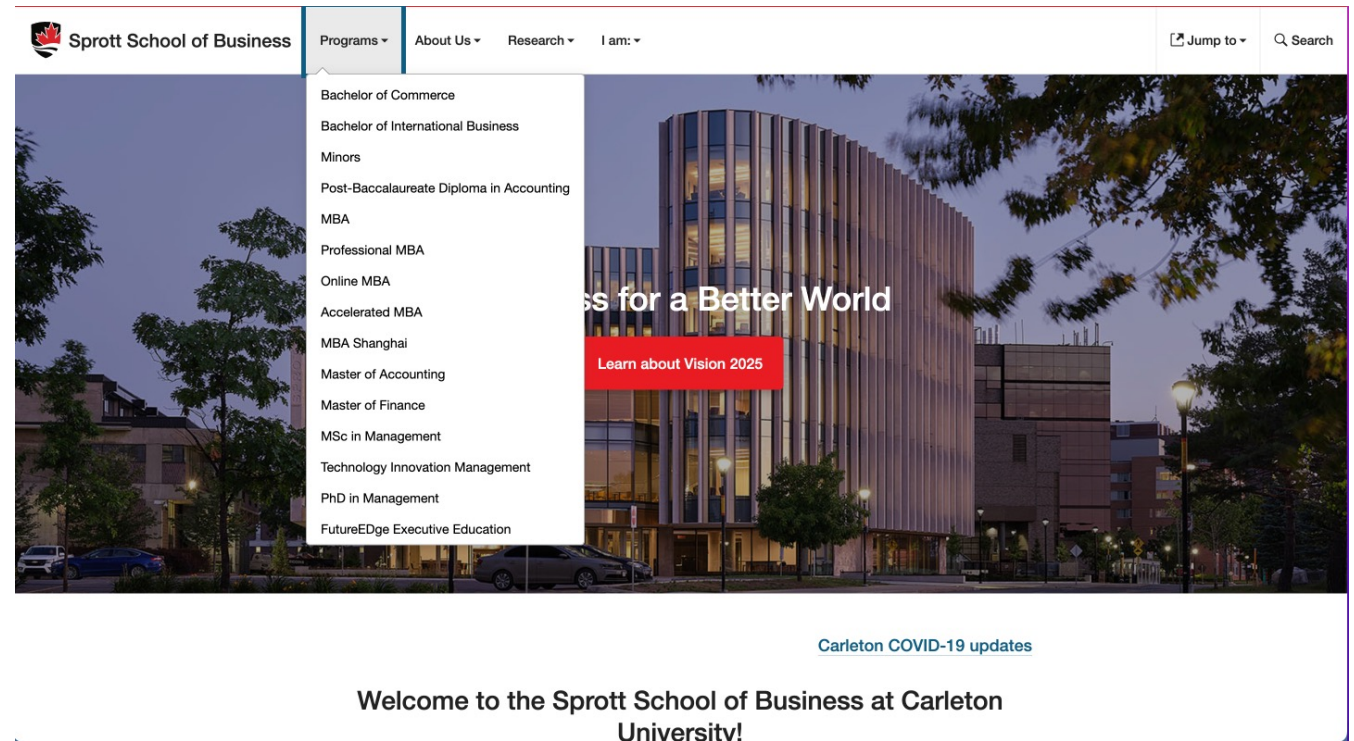 Sprott School of Business
Programs
About Us
Research
I am:
Jump to
Search
Bachelor of Commerce
Bachelor of International Business
Minors
Post-Baccalaureate Diploma in Accounting
MBA
Professional MBA
Online MBA
Accelerated MBA
MBA Shanghai
Master of Accounting
Master of Finance
MSc in Management
Technology Innovation Management
PhD in Management
FutureEDge Executive Education
for a Better World
Learn about Vision 2025
Carleton COVID-19 updates
Welcome to the Sprott School of Business at Carleton
University!